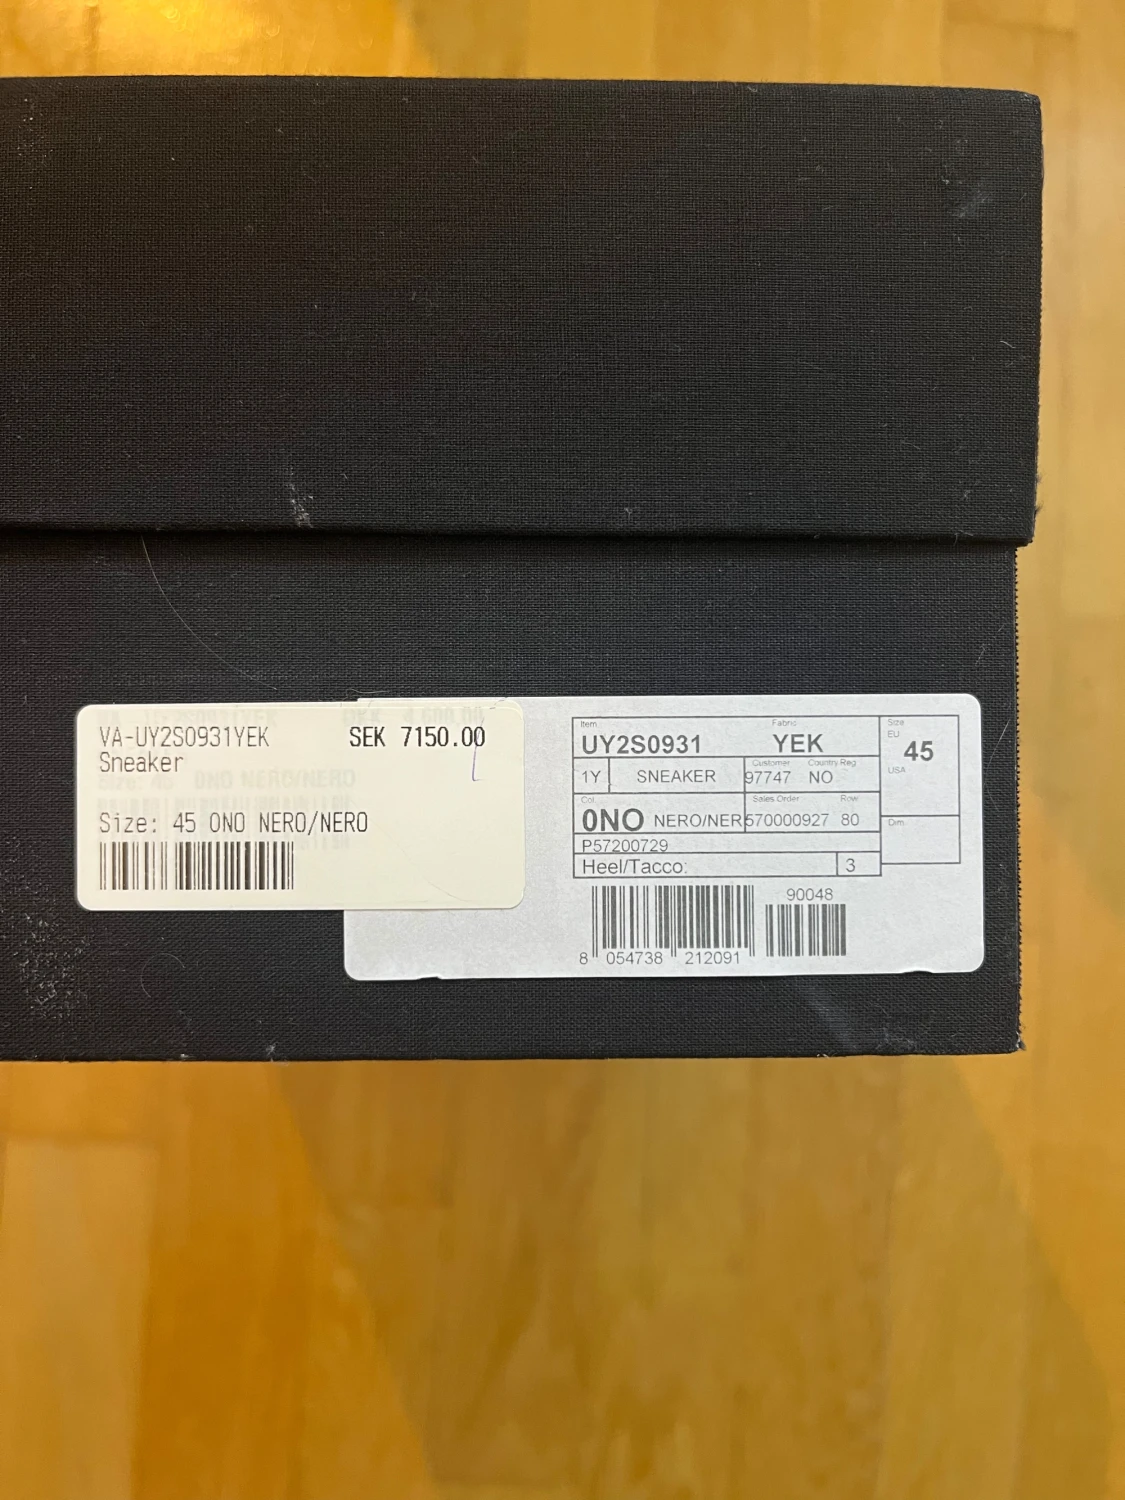 VA-UY2S0931YEK SEK 7150.00
Sneaker
Size: 45 0NO NERO/NERO
Item Fabric
UY2S0931 YEK
1Y SNEAKER
Customer Country Reg
97747 NO
Col.
0NO NERO/NER
Sales Order Row
570000927 80
P57200729
Heel/Tacco: 3
Size
EU
45
USA
Dim.
8 054738 212091
90048